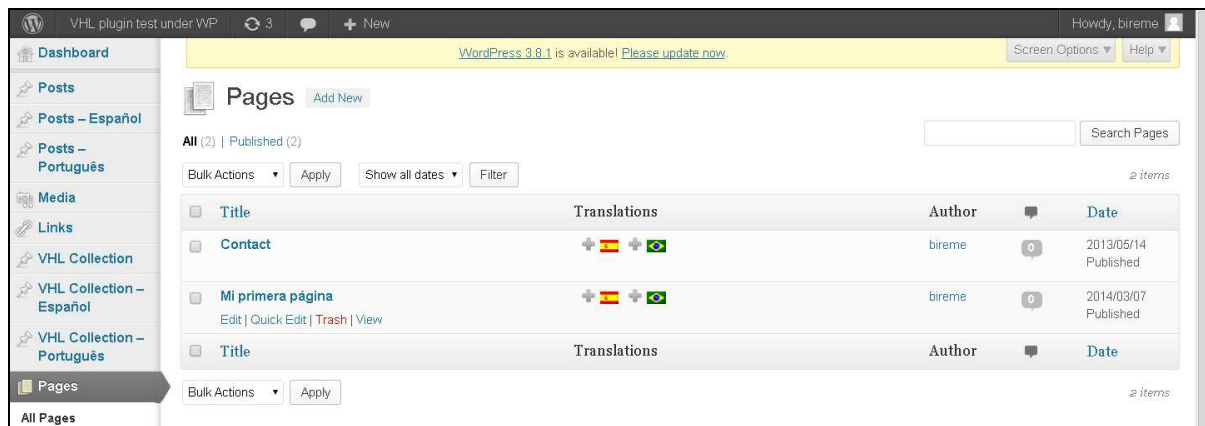 VHL plugin test under WP 3 + New Howdy, bireme
Dashboard
WordPress 3.8.1 is available! Please update now.
Screen Options ▼ Help ▼
Posts
Posts – Español
Posts –
Português
Media
Links
VHL Collection
VHL Collection –
Español
VHL Collection –
Português
Pages
All Pages
Pages Add New
All (2) | Published (2)
Search Pages
Bulk Actions ▼ Apply Show all dates ▼ Filter 2 items
Title Translations Author Date
Contact bireme 0 2013/05/14
Published
Mi primera página bireme 0 2014/03/07
Published
Edit | Quick Edit | Trash | View
Title Translations Author Date
Bulk Actions ▼ Apply 2 items